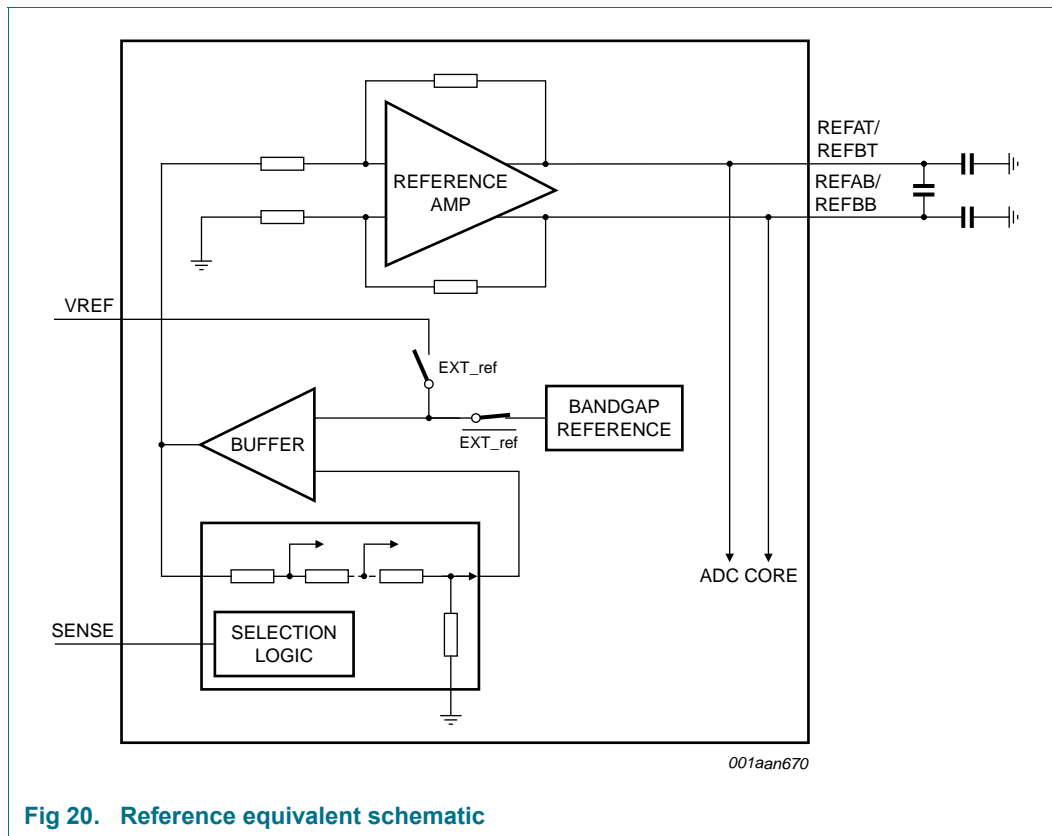 REFAT/
REFBT
REFERENCE
AMP
REFAB/
REFBB
VREF
EXT_ref
BANDGAP
REFERENCE
BUFFER
EXT_ref
ADC CORE
SENSE
SELECTION
LOGIC
001aan670
Fig 20. Reference equivalent schematic